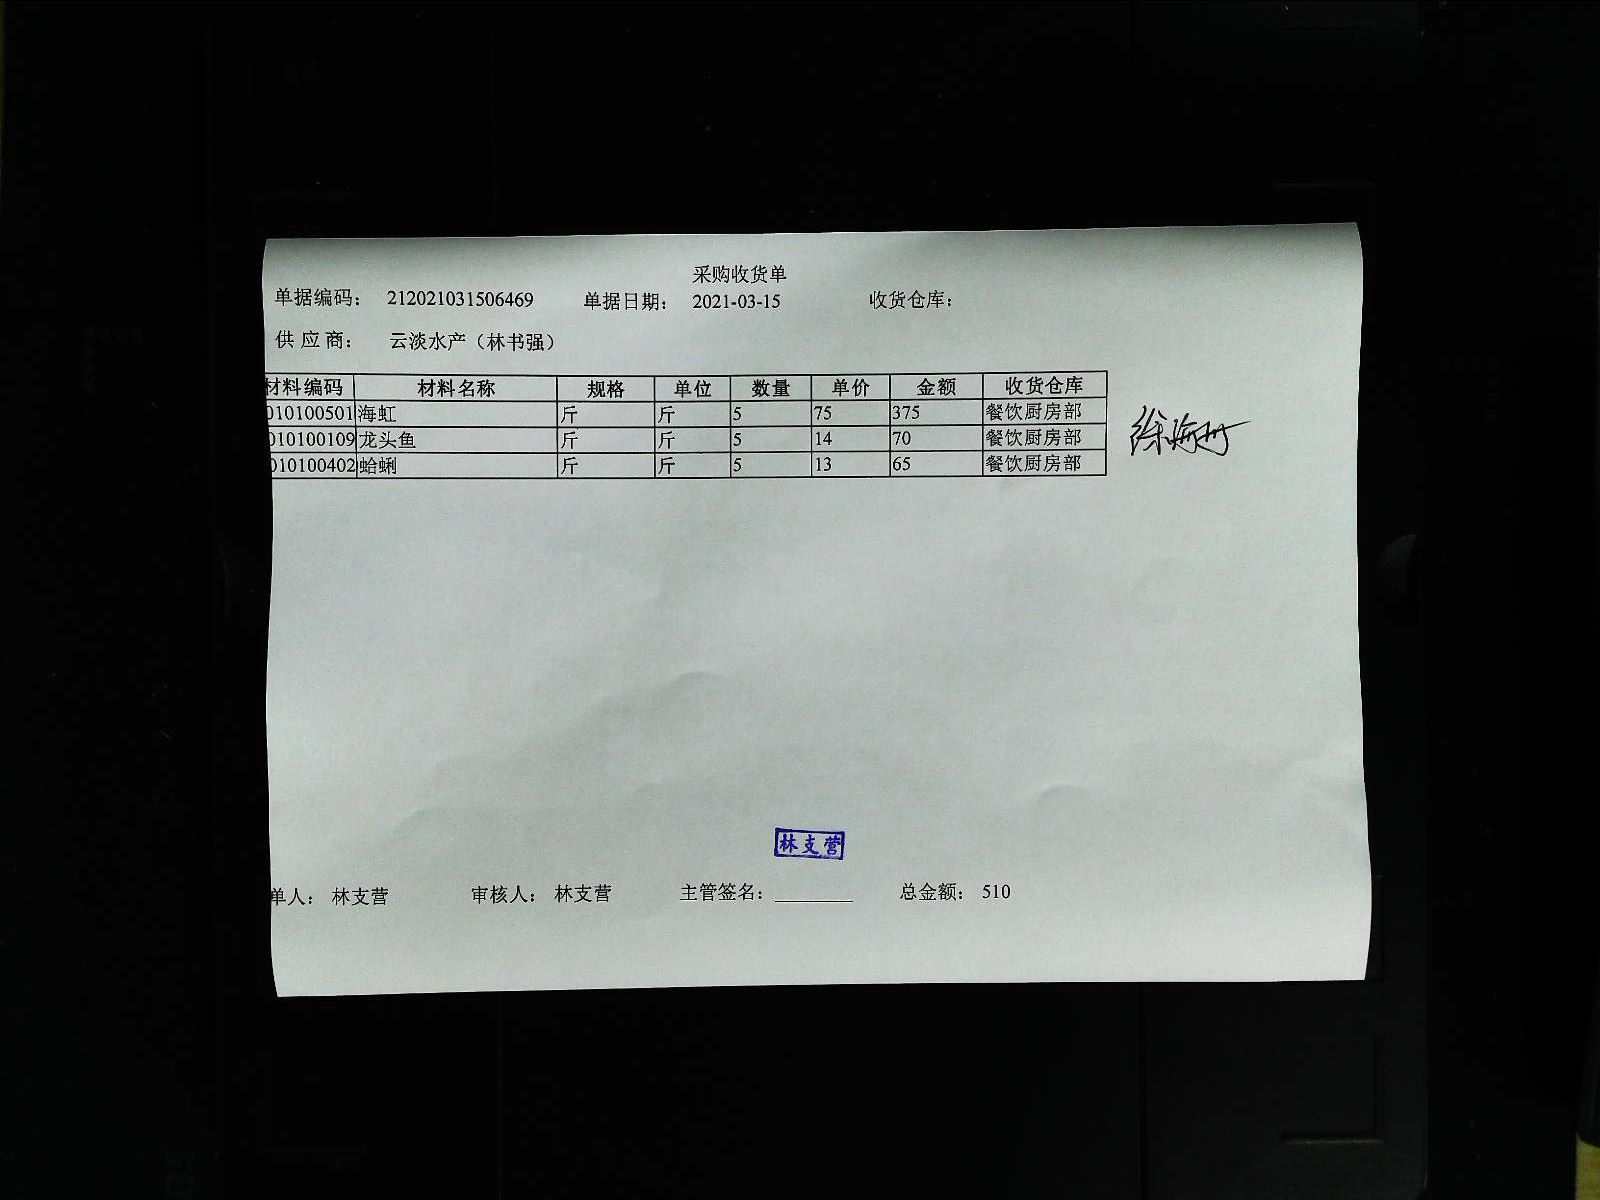 采购收货单
单据编码： 212021031506469 单据日期： 2021-03-15 收货仓库：
供 应 商： 云淡水产（林书强）
材料编码 材料名称 规格 单位 数量 单价 金额 收货仓库
010100501 海虹 斤 斤 5 75 375 餐饮厨房部
010100109 龙头鱼 斤 斤 5 14 70 餐饮厨房部
010100402 蛤蜊 斤 斤 5 13 65 餐饮厨房部
林支营
单人： 林支营 审核人： 林支营 主管签名： 总金额： 510